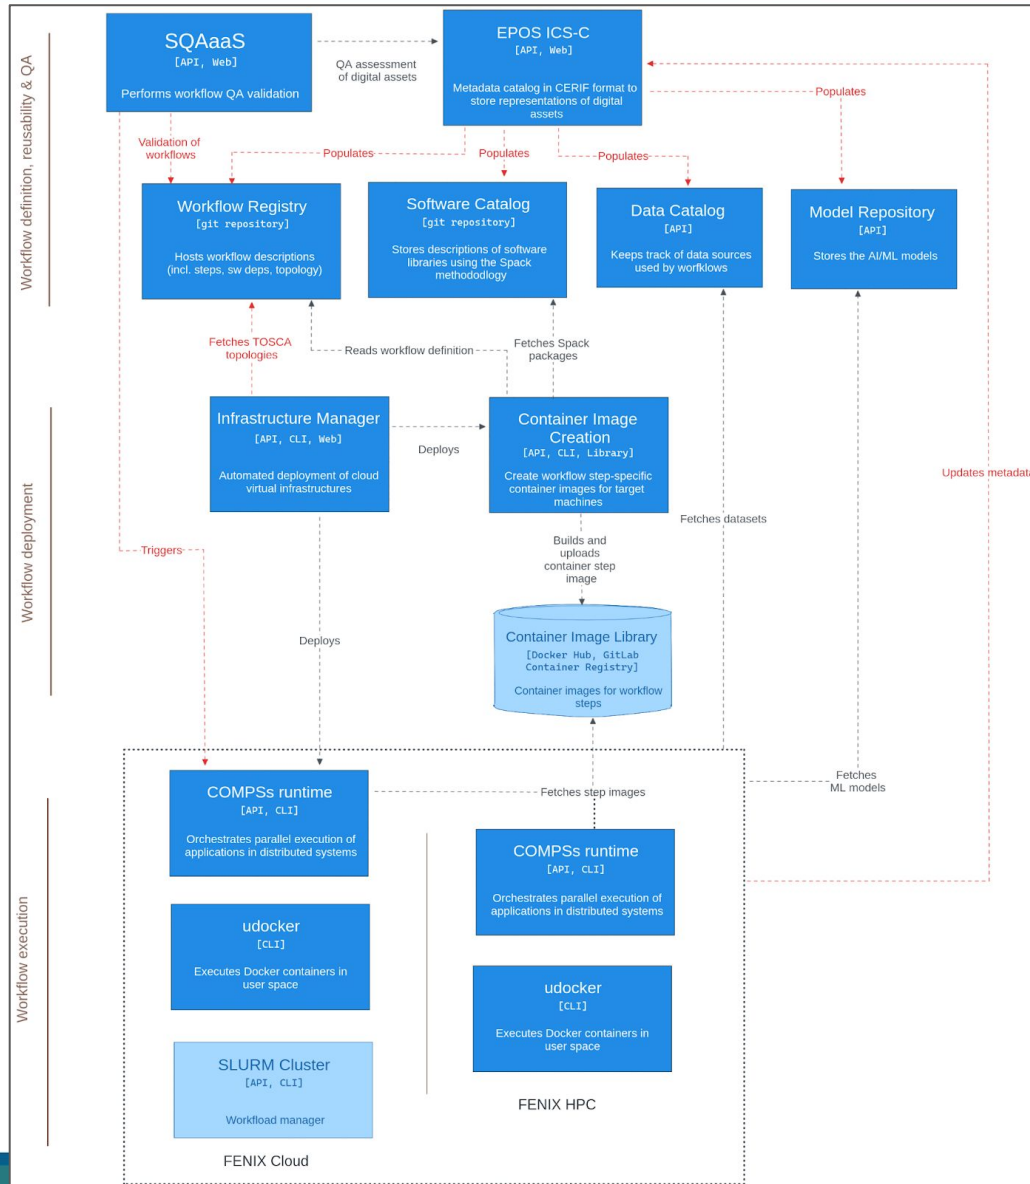 SQAaaS
[API, Web]
Performs workflow QA validation
QA assessment
of digital assets
EPOS ICS-C
[API, Web]
Metadata catalog in CERIF format to
store representations of digital
assets
Workflow definition, reusability & QA
Validation of
workflows
Populates
Populates
Populates
Populates
Workflow Registry
[git repository]
Hosts workflow descriptions
(incl. steps, sw deps, topology)
Software Catalog
[git repository]
Stores descriptions of software
libraries using the Spack
methododlogy
Data Catalog
[API]
Keeps track of data sources
used by worfklows
Model Repository
[API]
Stores the AI/ML models
Fetches TOSCA
topologies
Reads workflow definition
Fetches Spack
packages
Workflow deployment
Infrastructure Manager
[API, CLI, Web]
Automated deployment of cloud
virtual infrastructures
Deploys
Container Image
Creation
[API, CLI, Library]
Create workflow step-specific
container images for target
machines
Updates metadata
Fetches datasets
Triggers
Builds and
uploads
container step
image
Deploys
Container Image Library
[Docker Hub, GitLab
Container Registry]
Container images for workflow
steps
Fetches
ML models
Workflow execution
COMPSs runtime
[API, CLI]
Orchestrates parallel execution of
applications in distributed systems
Fetches step images
COMPSs runtime
[API, CLI]
Orchestrates parallel execution of
applications in distributed systems
udocker
[CLI]
Executes Docker containers in
user space
udocker
[CLI]
Executes Docker containers in
user space
SLURM Cluster
[API, CLI]
Workfload manager
FENIX HPC
FENIX Cloud